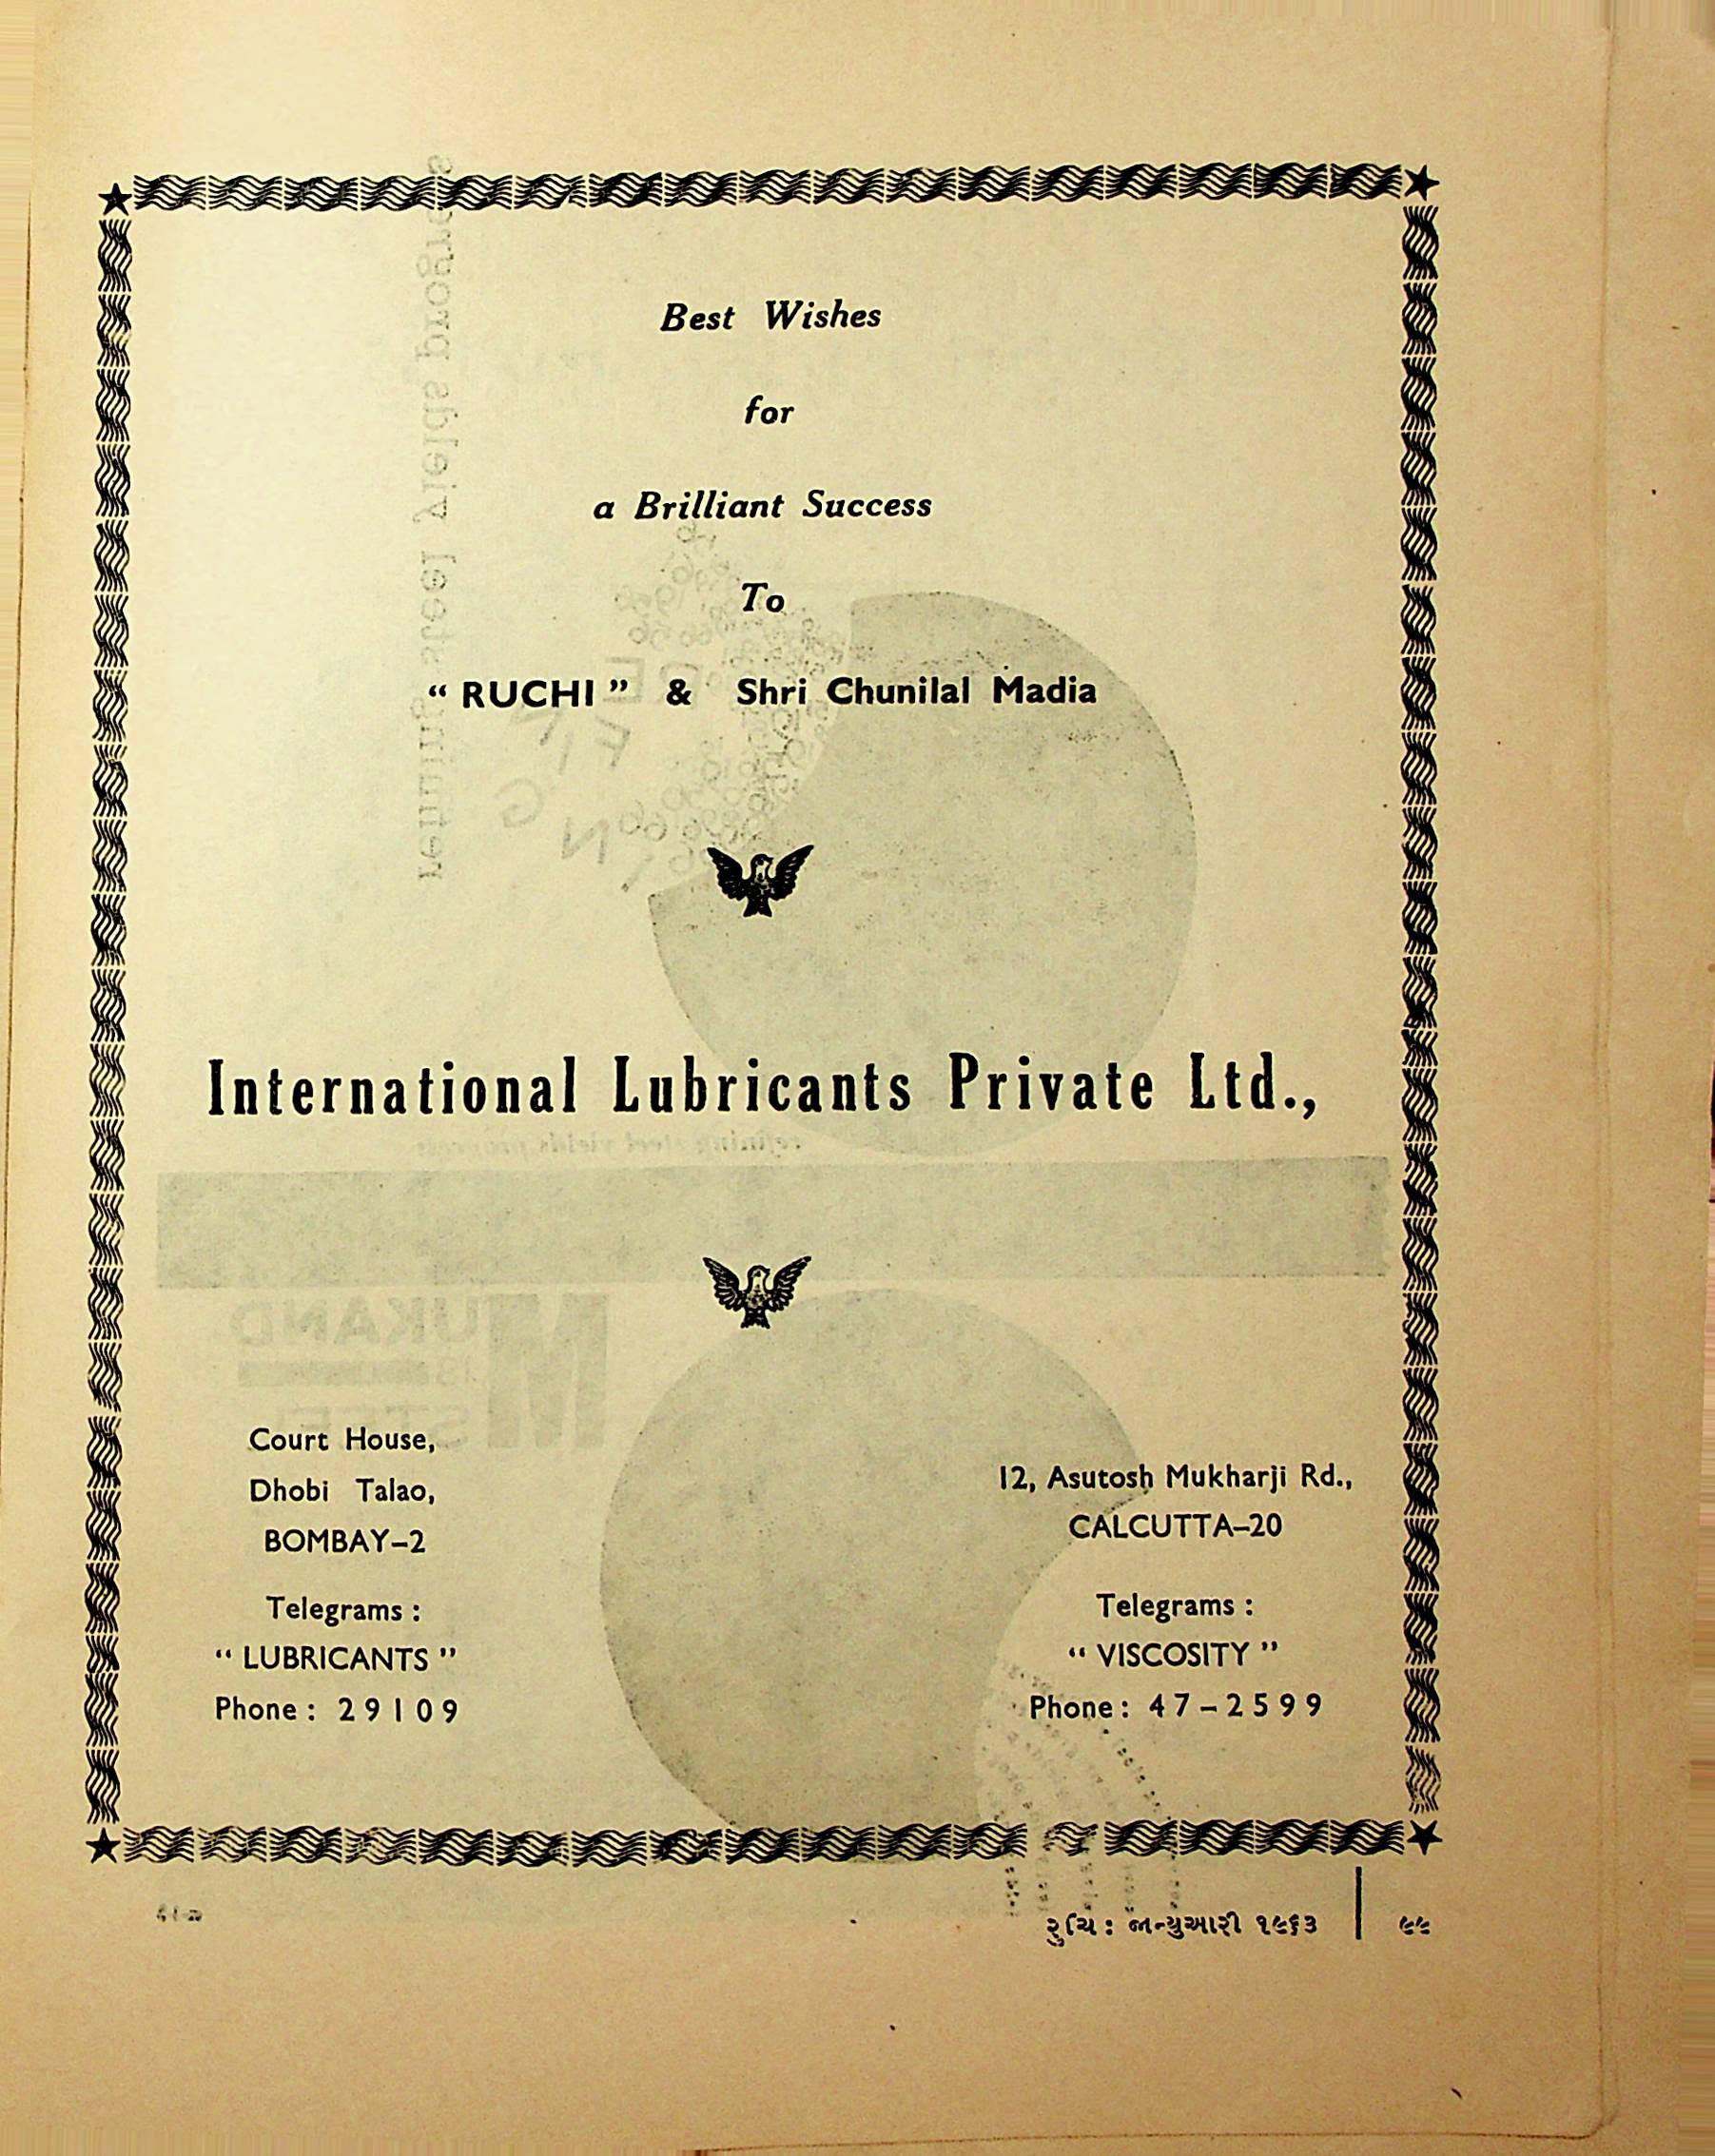 Best Wishes
for
a Brilliant Success
To
“ RUCHI ” & Shri Chunilal Madia
International Lubricants Private Ltd.,
Court House,
Dhobi Talao,
BOMBAY–2
Telegrams :
“ LUBRICANTS ”
Phone : 29109
12, Asutosh Mukharji Rd.,
CALCUTTA–20
Telegrams :
“ VISCOSITY ”
Phone : 47–2599
રુચિ : જાન્યુઆરી ૧૯૬૩ | ૯૯